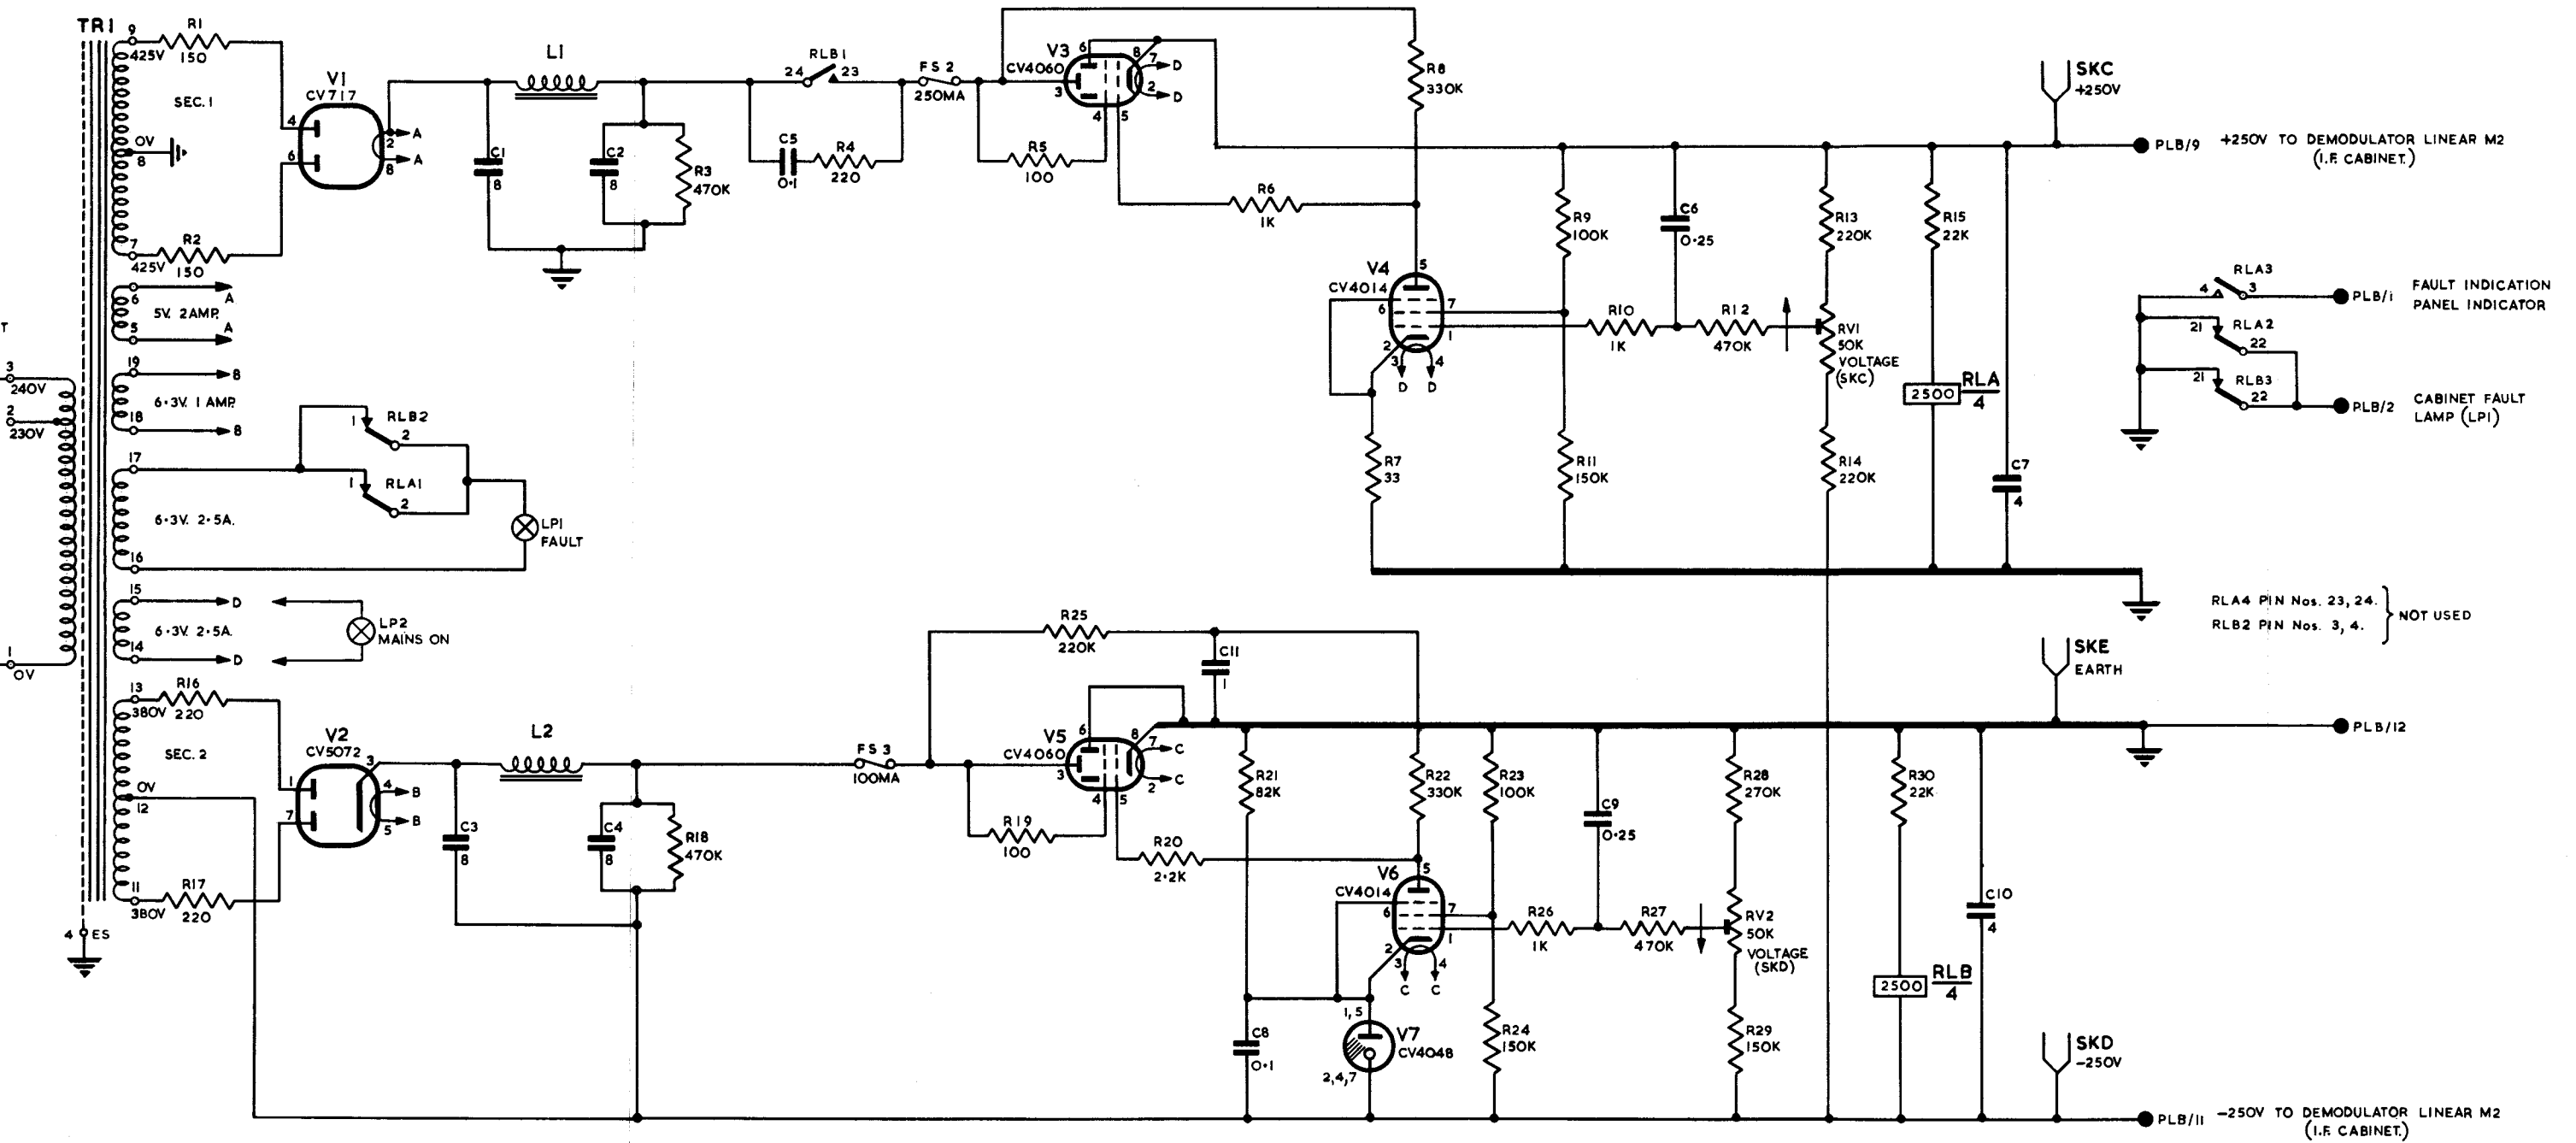 TR1
9
425V
R1
150
SEC.1
0V
8
7
425V
R2
150
V1
CV717
4
6
2
8
A
A
L1
C1
8
C2
8
R3
470K
RLB1
24 23
C5
0·1
R4
220
FS2
250MA
V3
CV4060
6
3
8
7
2
4
5
D
D
R5
100
R6
1K
R8
330K
SKC
+250V
PLB/9
+250V TO DEMODULATOR LINEAR M2
(I.F. CABINET.)
R9
100K
C6
0·25
R13
220K
R15
22K
V4
CV4014
5
6
7
1
2
3
4
D D
R10
1K
R12
470K
RV1
50K
VOLTAGE
(SKC)
R7
33
R11
150K
R14
220K
2500
RLA
4
C7
4
RLA3
4 3
PLB/1
FAULT INDICATION
PANEL INDICATOR
21
RLA2
22
21
RLB3
22
PLB/2
CABINET FAULT
LAMP (LP1)
6
5V. 2AMP.
5
A
A
19
6·3V. 1 AMP.
18
B
B
T
3
240V
2
230V
1
0V
17
6·3V. 2·5A.
16
1
RLB2
2
1
RLA1
2
LP1
FAULT
15
6·3V. 2·5A.
14
D
D
LP2
MAINS ON
RLA4 PIN Nos. 23, 24.
RLB2 PIN Nos. 3, 4.
NOT USED
13
380V
R16
220
SEC. 2
0V
12
11
380V
R17
220
4 ES
V2
CV5072
1
7
3
4
5
B
B
L2
C3
8
C4
8
R18
470K
FS3
100MA
R25
220K
C11
1
V5
CV4060
6
3
8
7
2
4
5
C
C
R19
100
R20
2·2K
R21
82K
R22
330K
R23
100K
C9
0·25
R28
270K
R30
22K
SKE
EARTH
PLB/12
V6
CV4014
5
6
7
1
2
3
4
C C
R26
1K
R27
470K
RV2
50K
VOLTAGE
(SKD)
C10
4
2500
RLB
4
C8
0·1
1, 5
V7
CV4048
2,4,7
R24
150K
R29
150K
SKD
-250V
PLB/11
-250V TO DEMODULATOR LINEAR M2
(I.F. CABINET.)